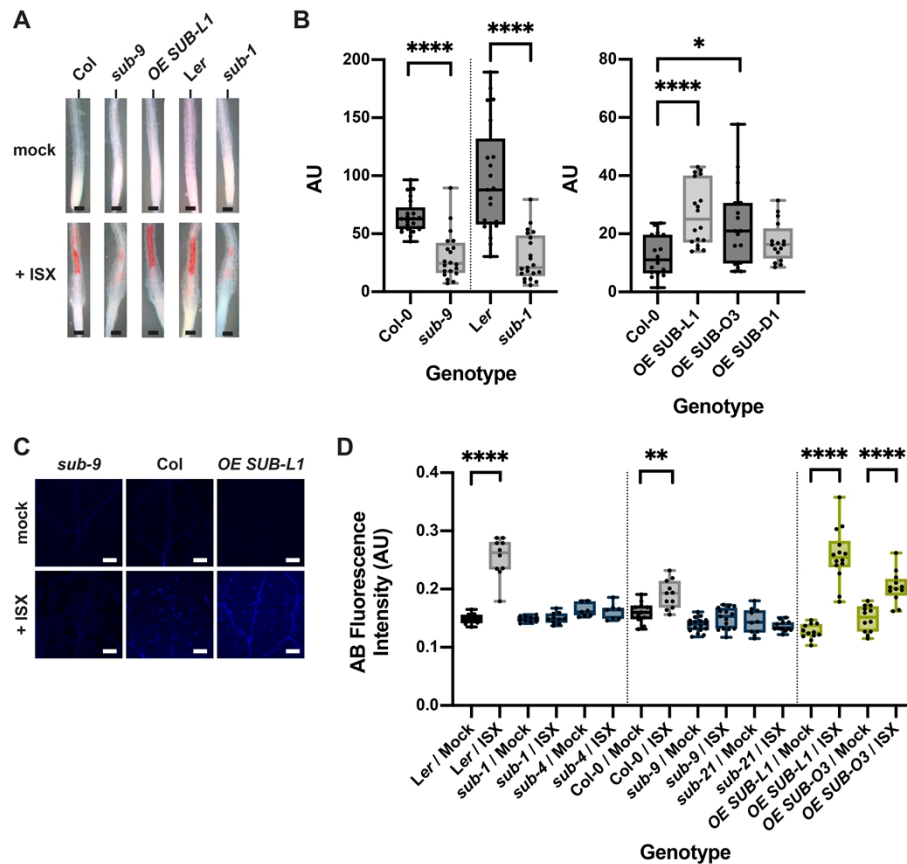 A
Col
sub-9
OE SUB-L1
Ler
sub-1
mock
+ ISX
B
AU
200
150
100
50
0
****
****
Col-0
sub-9
Ler
sub-1
Genotype
AU
80
60
40
20
0
*
****
Col-0
OE SUB-L1
OE SUB-O3
OE SUB-D1
Genotype
C
sub-9
Col
OE SUB-L1
mock
+ ISX
D
AB Fluorescence
Intensity (AU)
0.4
0.3
0.2
0.1
0.0
****
**
****
****
Ler / Mock
Ler / ISX
sub-1 / Mock
sub-1 / ISX
sub-4 / Mock
sub-4 / ISX
Col-0 / Mock
Col-0 / ISX
sub-9 / Mock
sub-9 / ISX
sub-21 / Mock
sub-21 / ISX
OE SUB-L1 / Mock
OE SUB-L1 / ISX
OE SUB-O3 / Mock
OE SUB-O3 / ISX
Genotype